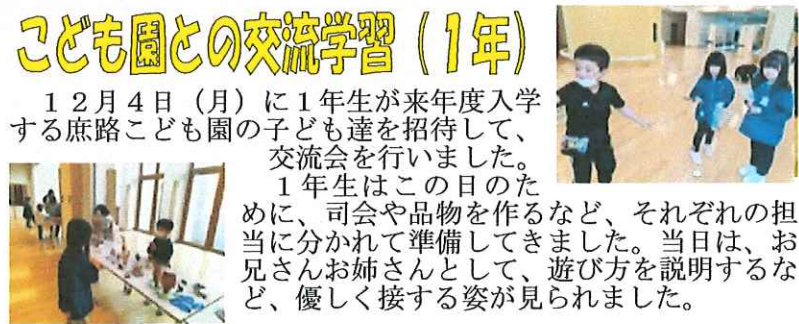 こども園との交流学習（1年）
１２月４日（月）に１年生が来年度入学
する庶路こども園の子ども達を招待して、
交流会を行いました。
１年生はこの日のた
めに、司会や品物を作るなど、それぞれの担
当に分かれて準備してきました。当日は、お
兄さんお姉さんとして、遊び方を説明するな
ど、優しく接する姿が見られました。